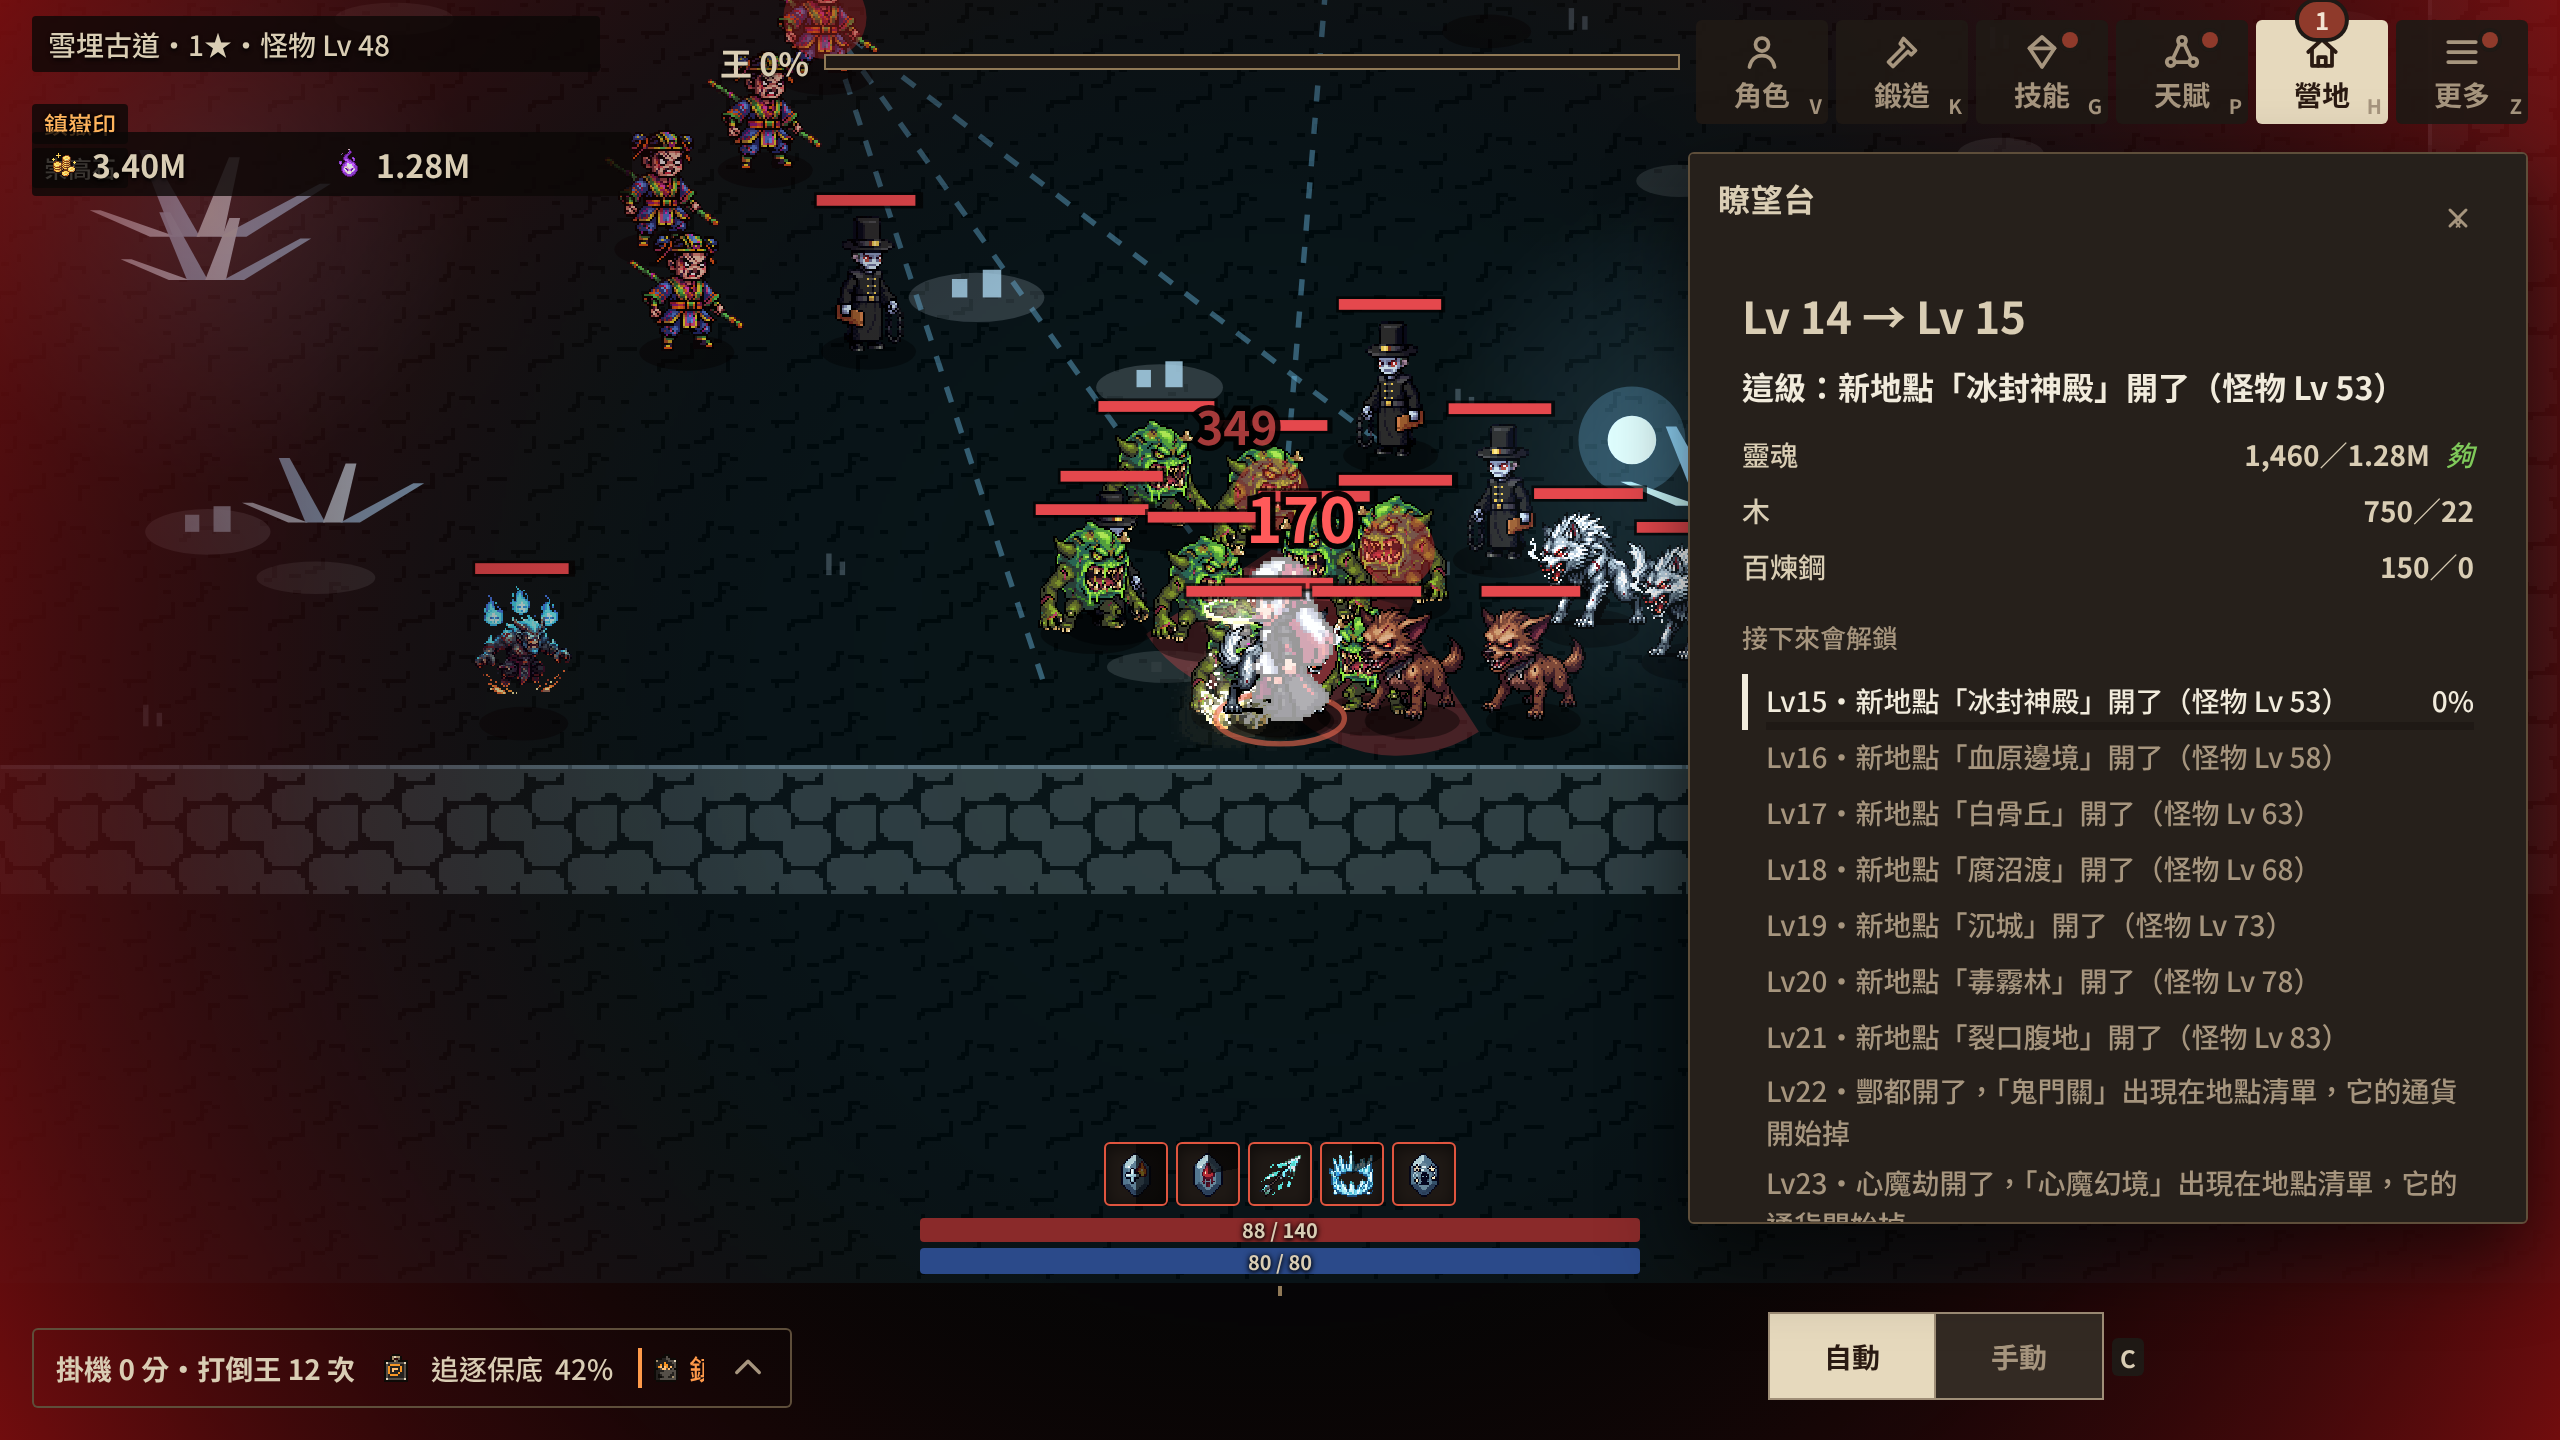 雪埋古道・1★・怪物 Lv 48
王 0%
鎮嶽印
3.40M
1.28M
角色 V
鍛造 K
技能 G
天賦 P
1
營地 H
更多 Z
349
170
瞭望台
Lv 14 → Lv 15
這級：新地點「冰封神殿」開了（怪物 Lv 53）
靈魂 1,460／1.28M 夠
木 750／22
百煉鋼 150／0
接下來會解鎖
Lv15・新地點「冰封神殿」開了（怪物 Lv 53） 0%
Lv16・新地點「血原邊境」開了（怪物 Lv 58）
Lv17・新地點「白骨丘」開了（怪物 Lv 63）
Lv18・新地點「腐沼渡」開了（怪物 Lv 68）
Lv19・新地點「沉城」開了（怪物 Lv 73）
Lv20・新地點「毒霧林」開了（怪物 Lv 78）
Lv21・新地點「裂口腹地」開了（怪物 Lv 83）
Lv22・酆都開了，「鬼門關」出現在地點清單，它的通貨
開始掉
Lv23・心魔劫開了，「心魔幻境」出現在地點清單，它的
通貨開始掉
88 / 140
80 / 80
掛機 0 分・打倒王 12 次
追逐保底 42%
自動
手動
C